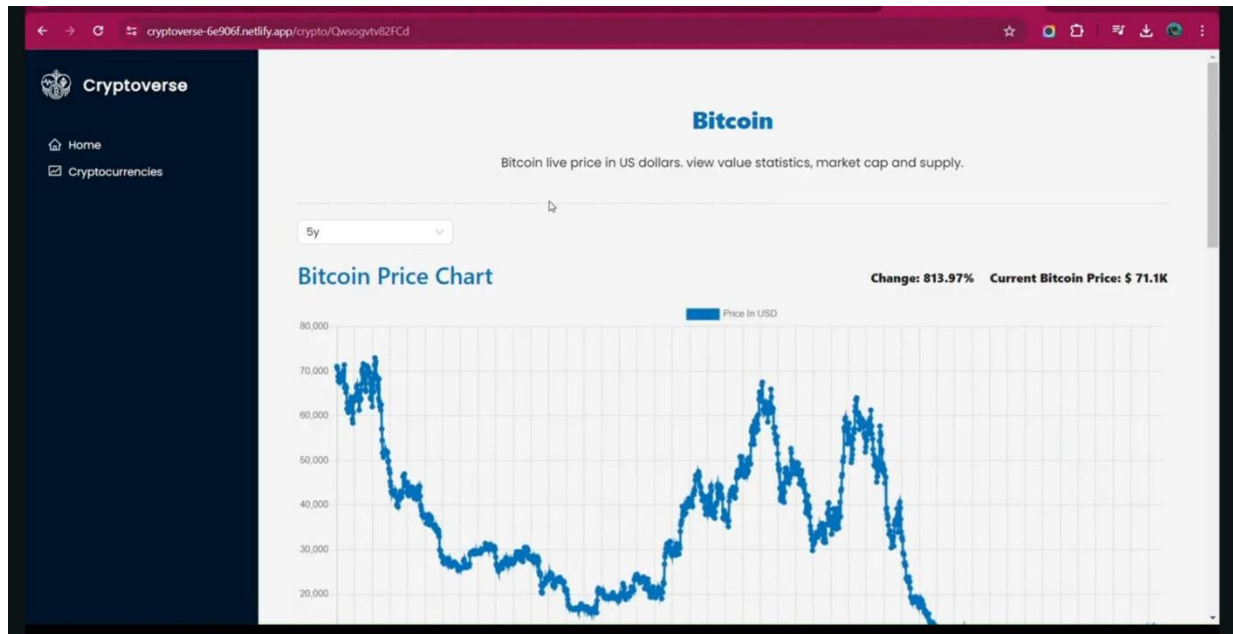 cryptoverse-6e906f.netlify.app/crypto/Qwsogvtv82FCd
Cryptoverse
Home
Cryptocurrencies
Bitcoin
Bitcoin live price in US dollars. view value statistics, market cap and supply.
5y
Bitcoin Price Chart
Change: 813.97% Current Bitcoin Price: $ 71.1K
Price In USD
80,000
70,000
60,000
50,000
40,000
30,000
20,000